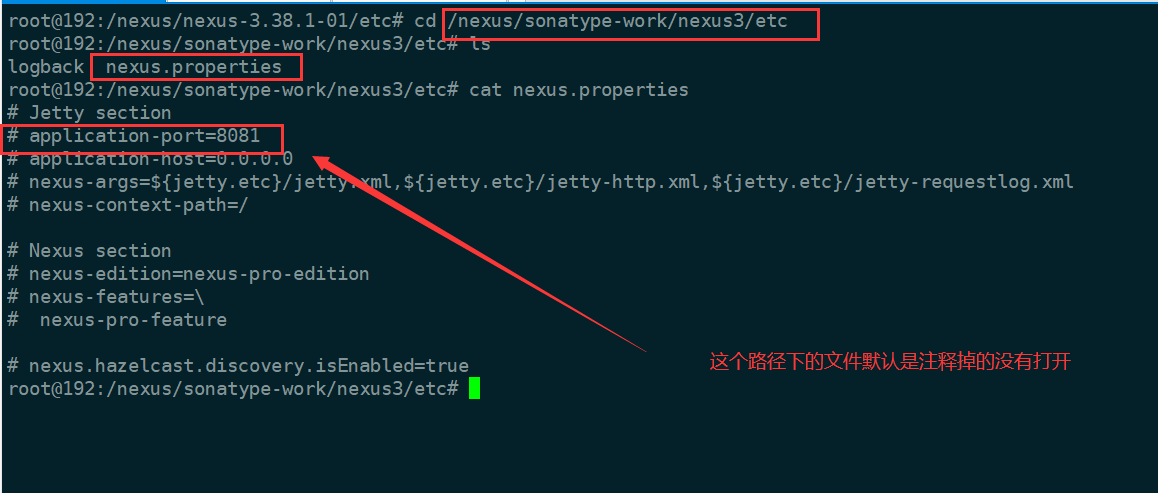 root@192:/nexus/nexus-3.38.1-01/etc# cd /nexus/sonatype-work/nexus3/etc
root@192:/nexus/sonatype-work/nexus3/etc# ls
logback  nexus.properties
root@192:/nexus/sonatype-work/nexus3/etc# cat nexus.properties
# Jetty section
# application-port=8081
# application-host=0.0.0.0
# nexus-args=${jetty.etc}/jetty.xml,${jetty.etc}/jetty-http.xml,${jetty.etc}/jetty-requestlog.xml
# nexus-context-path=/
# Nexus section
# nexus-edition=nexus-pro-edition
# nexus-features=\
#  nexus-pro-feature
# nexus.hazelcast.discovery.isEnabled=true
这个路径下的文件默认是注释掉的没有打开
root@192:/nexus/sonatype-work/nexus3/etc#